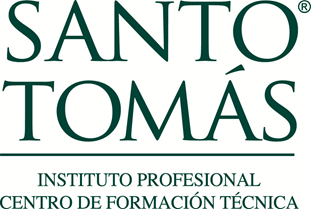 SANTO®
TOMÁS
INSTITUTO PROFESIONAL
CENTRO DE FORMACIÓN TÉCNICA